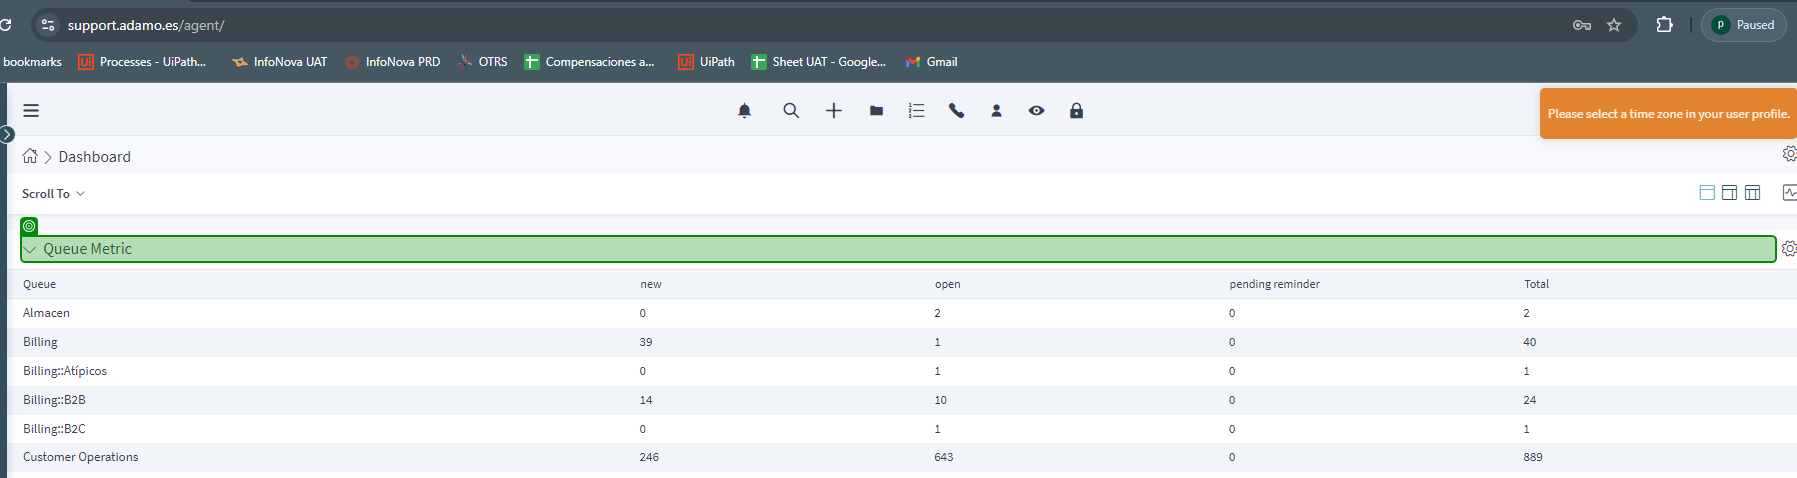 support.adamo.es/agent/
Paused
bookmarks Processes - UiPath... InfoNova UAT InfoNova PRD OTRS Compensaciones a... UiPath Sheet UAT - Google... Gmail
Please select a time zone in your user profile.
Dashboard
Scroll To
Queue Metric
Queue new open pending reminder Total
Almacen 0 2 0 2
Billing 39 1 0 40
Billing::Atípicos 0 1 0 1
Billing::B2B 14 10 0 24
Billing::B2C 0 1 0 1
Customer Operations 246 643 0 889